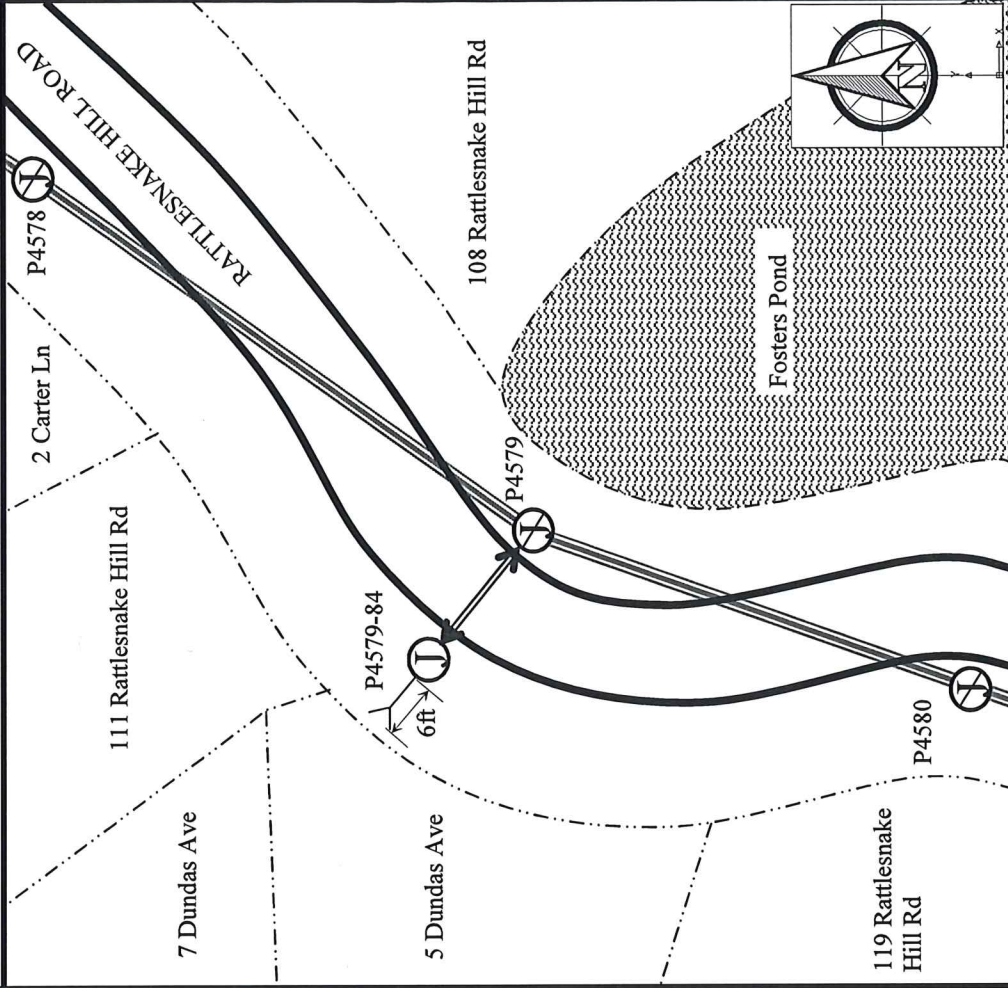 RATTLESNAKE HILL ROAD
J
P4578
2 Carter Ln
108 Rattlesnake Hill Rd
N
Y
X
111 Rattlesnake Hill Rd
Fosters Pond
P4579
J
P4579-84
J
6ft
7 Dundas Ave
5 Dundas Ave
P4580
J
119 Rattlesnake
Hill Rd